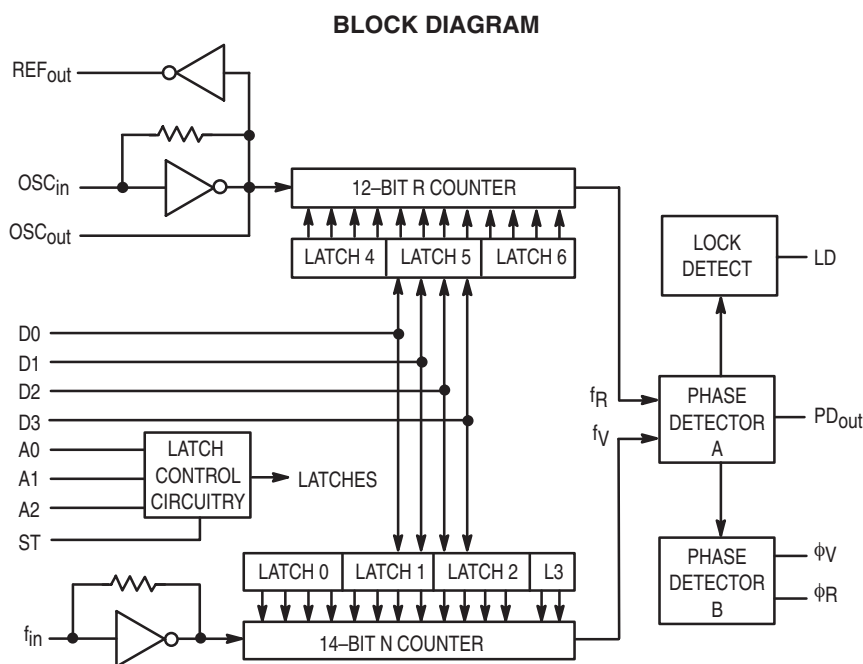 BLOCK DIAGRAM
REFout
OSCin
OSCout
12–BIT R COUNTER
LATCH 4 LATCH 5 LATCH 6
LOCK
DETECT
LD
D0
D1
D2
D3
A0
A1
A2
ST
LATCH
CONTROL
CIRCUITRY
LATCHES
fR
fV
PHASE
DETECTOR
A
PDout
PHASE
DETECTOR
B
ϕV
ϕR
LATCH 0 LATCH 1 LATCH 2 L3
fin
14–BIT N COUNTER